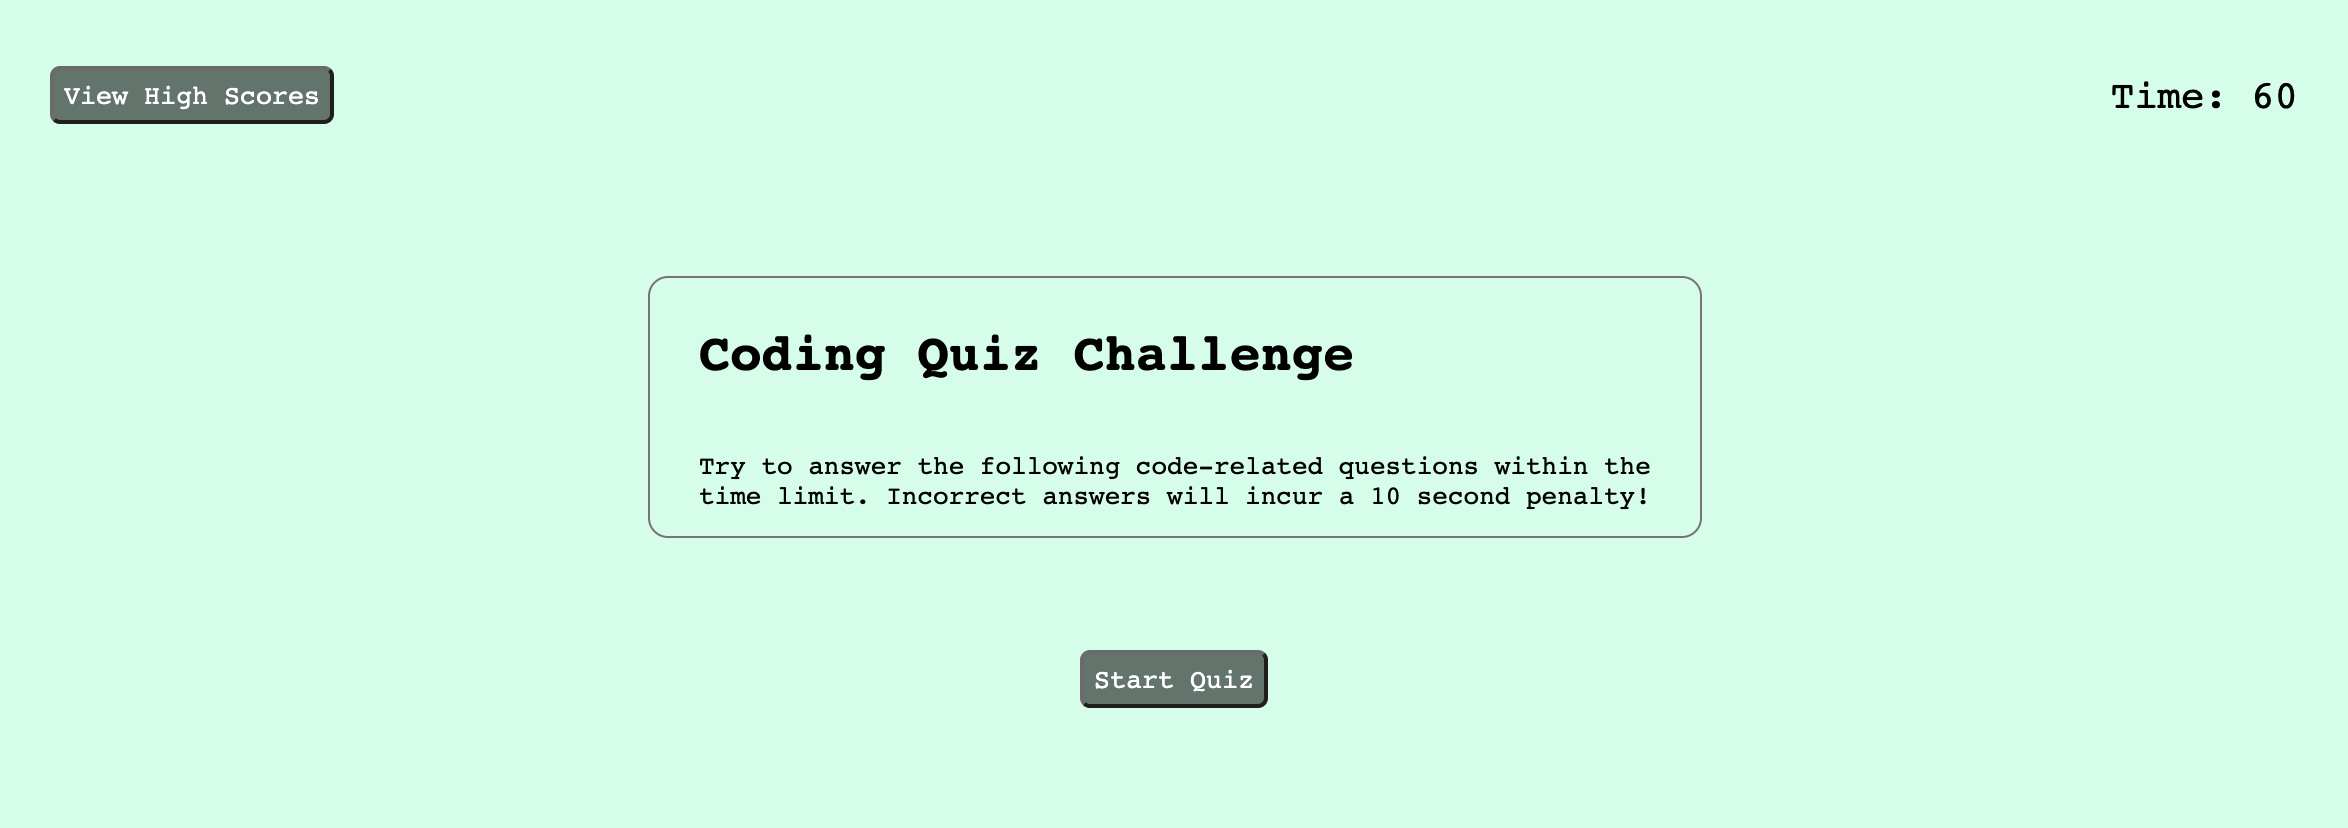 View High Scores
Time: 60
Coding Quiz Challenge
Try to answer the following code-related questions within the
time limit. Incorrect answers will incur a 10 second penalty!
Start Quiz